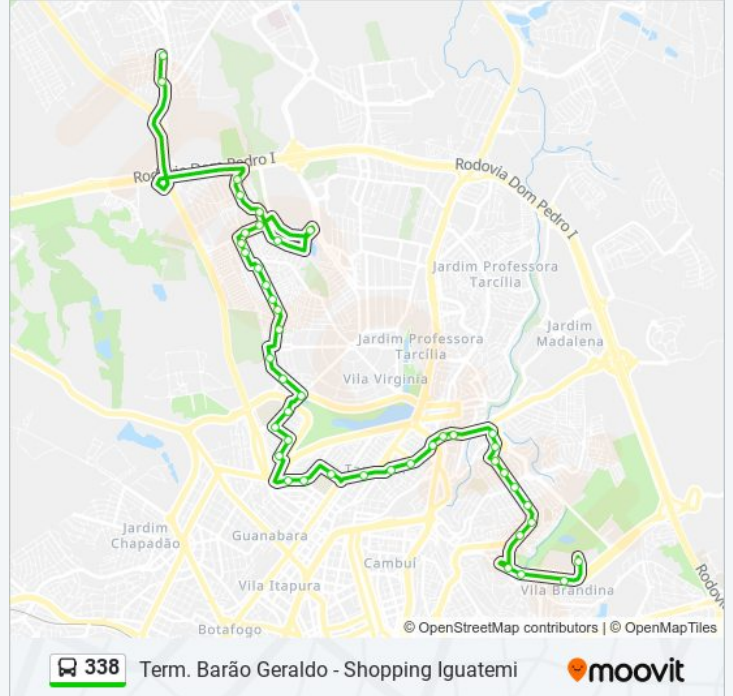 Rodovia Dom Pedro I
Rodovia Dom Pedro I
Jardim Professora
Tarcília
Jardim
Madalena
Jardim Professora
Tarcília
Vila Virginia
Jardim
Chapadão
Guanabara
Cambuí
Vila Itapura
Vila Brandina
Botafogo
© OpenStreetMap contributors | © OpenMapTiles
338 Term. Barão Geraldo - Shopping Iguatemi
moovit